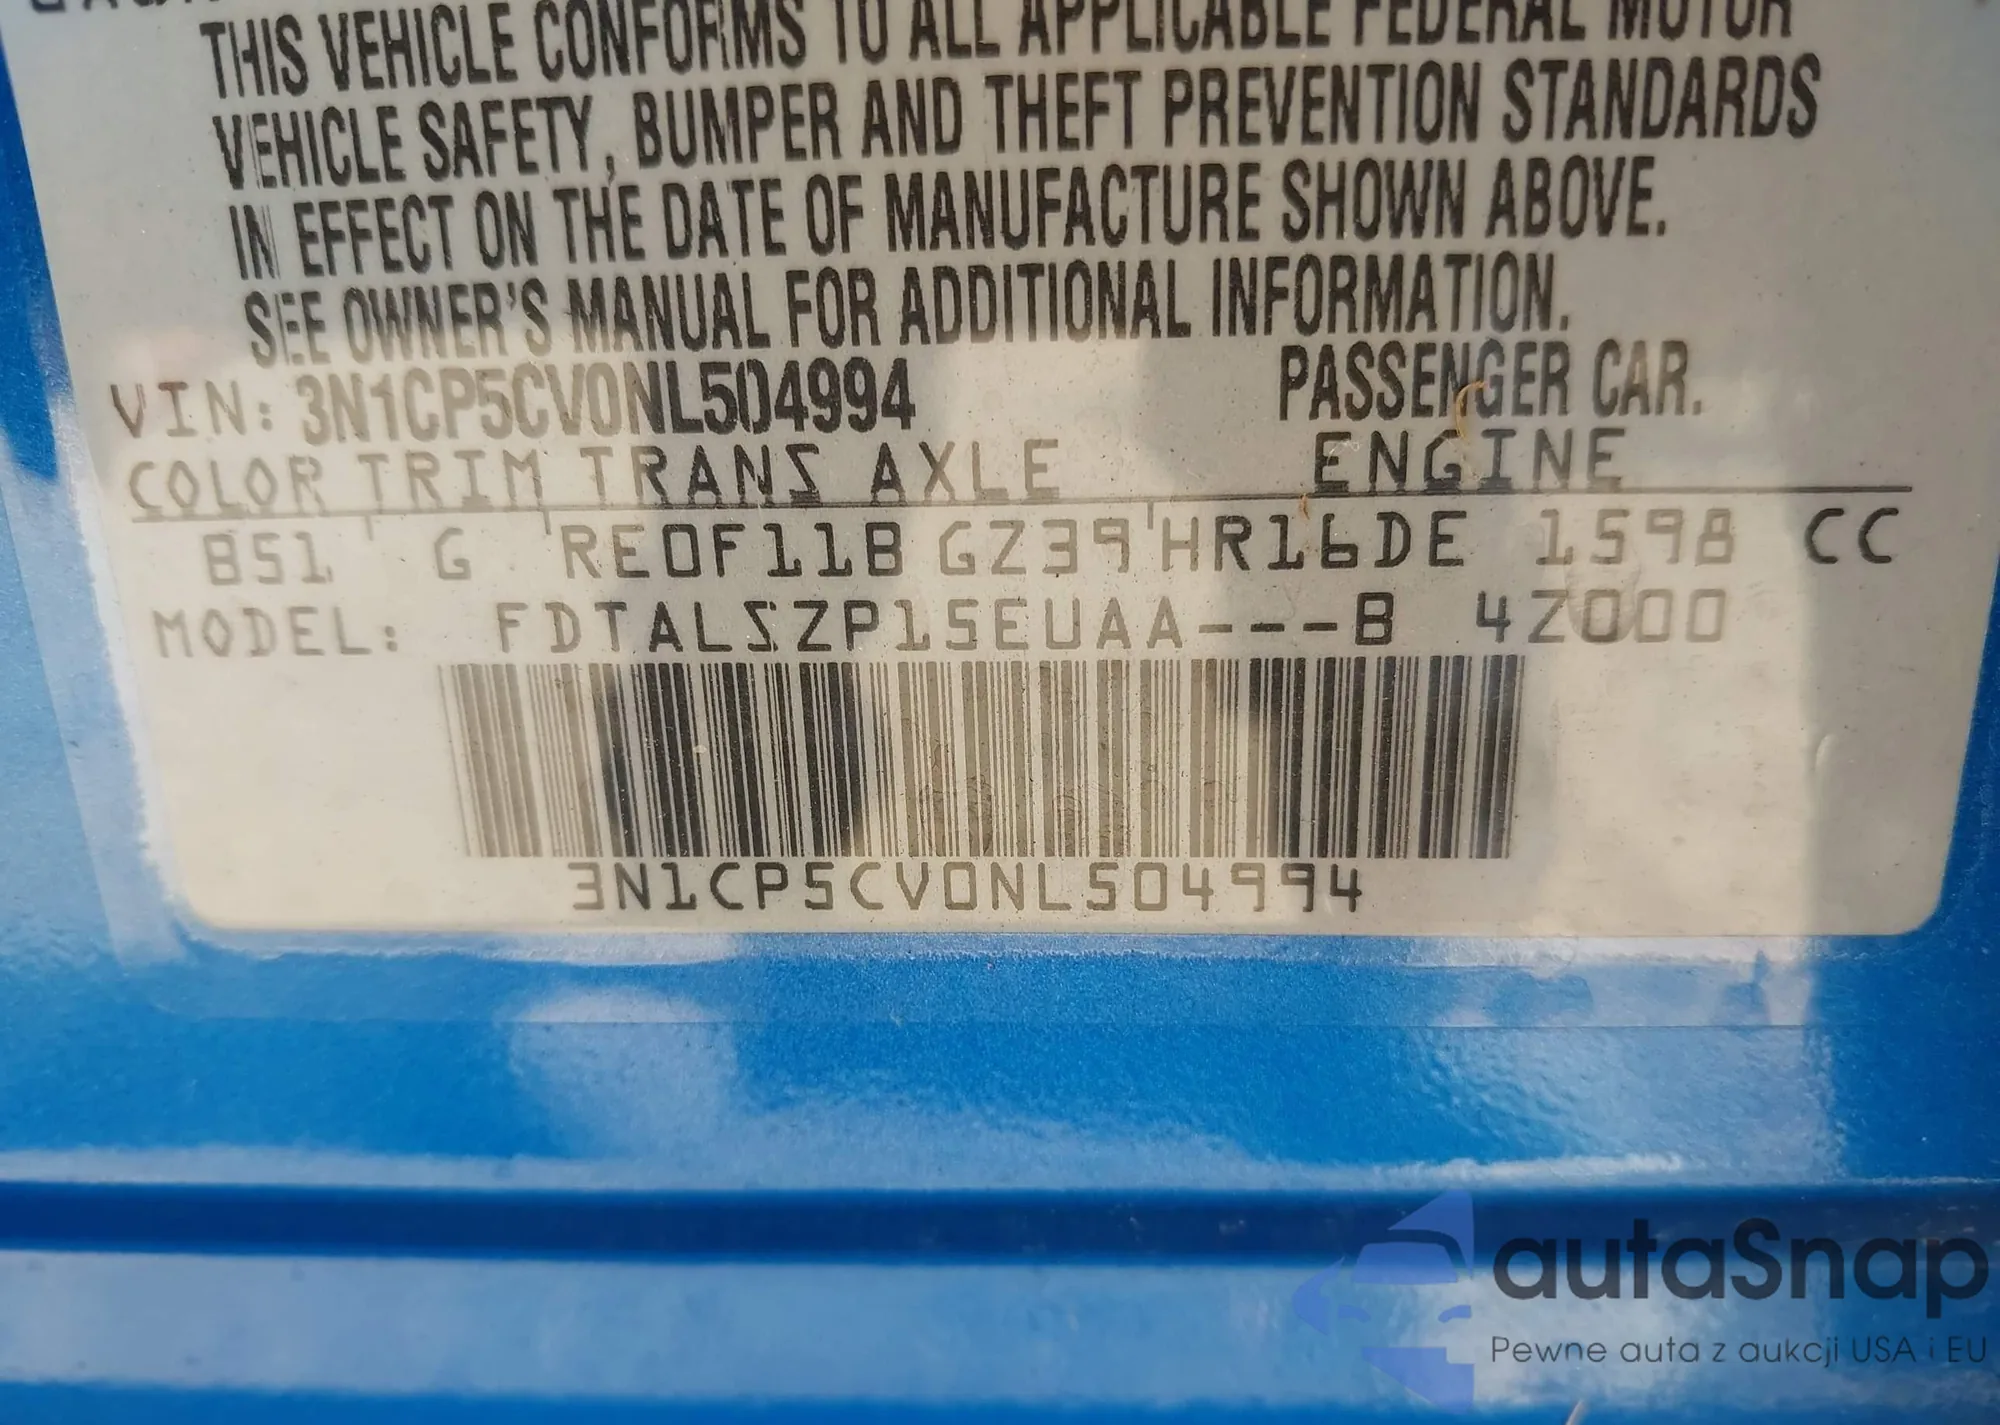 THIS VEHICLE CONFORMS TO ALL APPLICABLE FEDERAL MOTOR
VEHICLE SAFETY, BUMPER AND THEFT PREVENTION STANDARDS
IN EFFECT ON THE DATE OF MANUFACTURE SHOWN ABOVE.
SEE OWNER'S MANUAL FOR ADDITIONAL INFORMATION.
VIN: 3N1CP5CV0NL504994 PASSENGER CAR.
COLOR TRIM TRANS AXLE ENGINE
B51 G RE0F11B GZ39 HR16DE 1598 CC
MODEL: FDTALSZP15EUAA---B 4Z000
3N1CP5CV0NL504994
autaSnap
Pewne auta z aukcji USA i EU